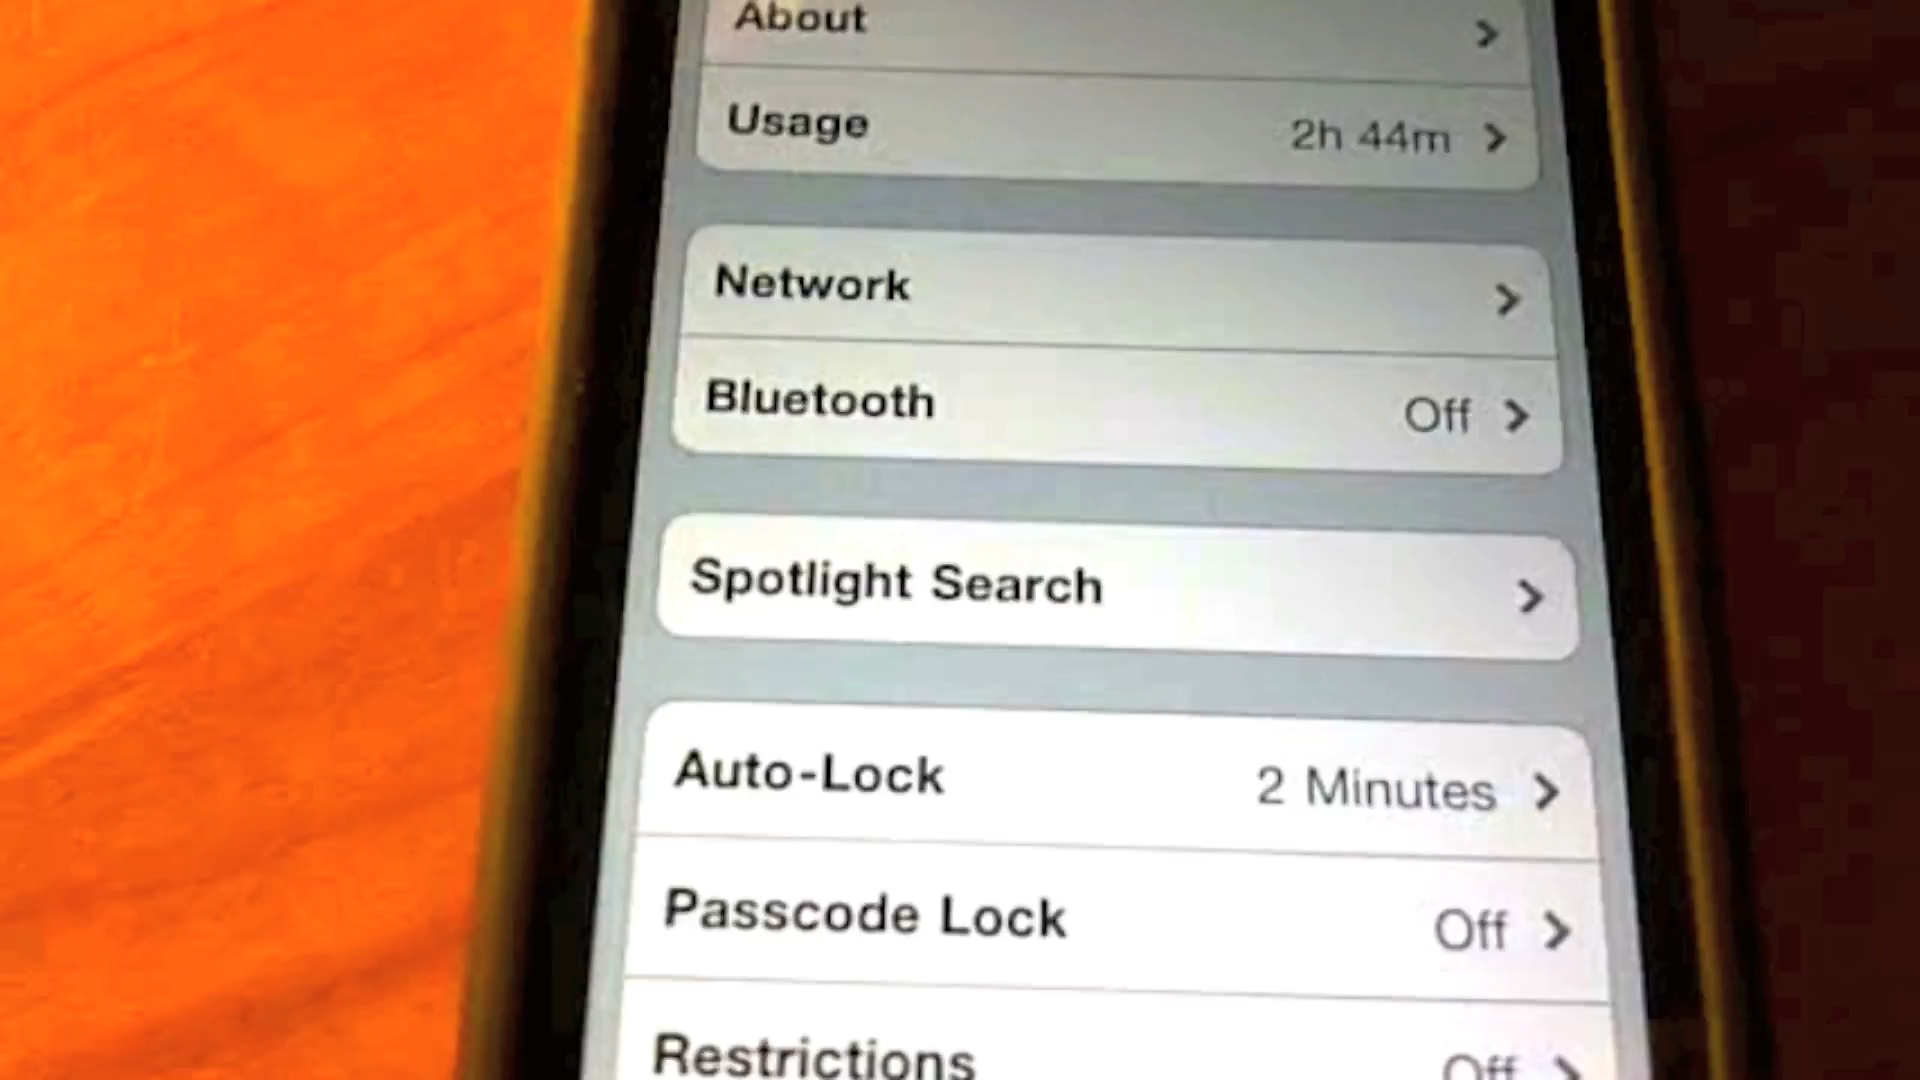 About
Usage 2h 44m
Network
Bluetooth Off
Spotlight Search
Auto-Lock 2 Minutes
Passcode Lock Off
Restrictions Off